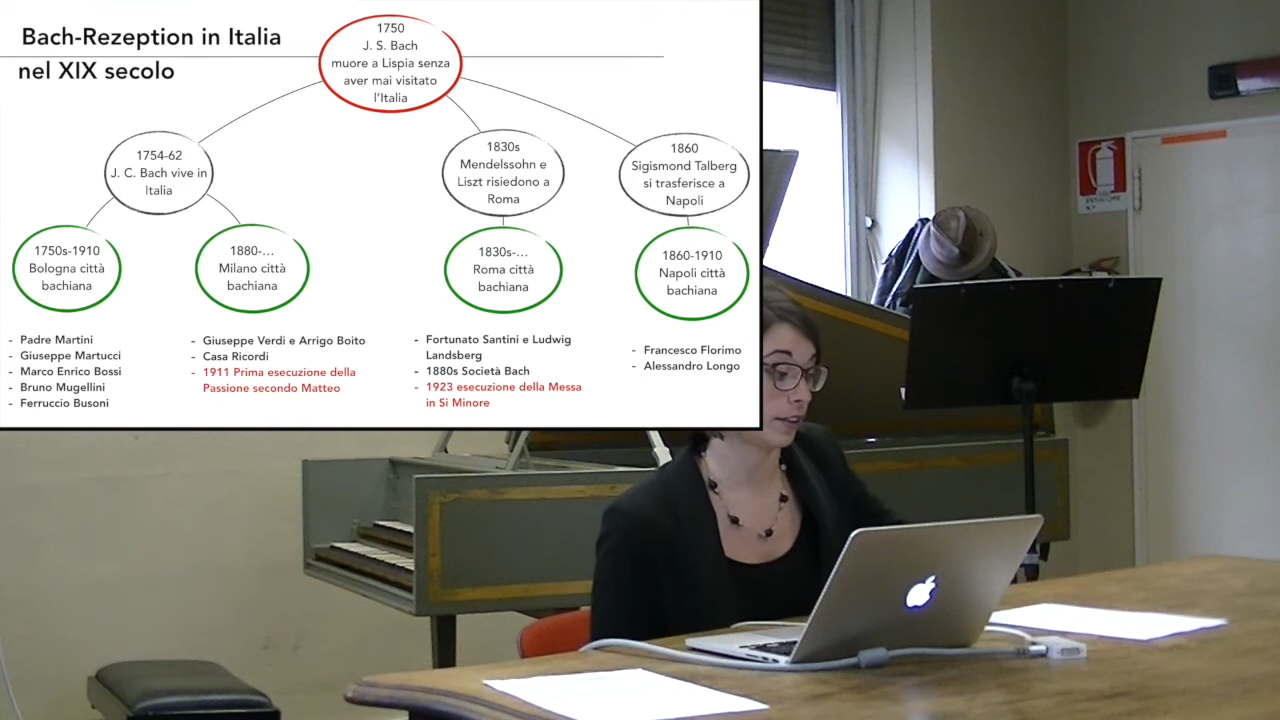 Bach-Rezeption in Italia
nel XIX secolo
1750
J. S. Bach
muore a Lispia senza
aver mai visitato
l'Italia
1754-62
J. C. Bach vive in
Italia
1830s
Mendelssohn e
Liszt risiedono a
Roma
1860
Sigismond Talberg
si trasferisce a
Napoli
1750s-1910
Bologna città
bachiana
1880-...
Milano città
bachiana
1830s-...
Roma città
bachiana
1860-1910
Napoli città
bachiana
- Padre Martini
- Giuseppe Martucci
- Marco Enrico Bossi
- Bruno Mugellini
- Ferruccio Busoni
- Giuseppe Verdi e Arrigo Boito
- Casa Ricordi
- 1911 Prima esecuzione della
Passione secondo Matteo
- Fortunato Santini e Ludwig
Landsberg
- 1880s Società Bach
- 1923 esecuzione della Messa
in Si Minore
- Francesco Florimo
- Alessandro Longo
ESTINTORE